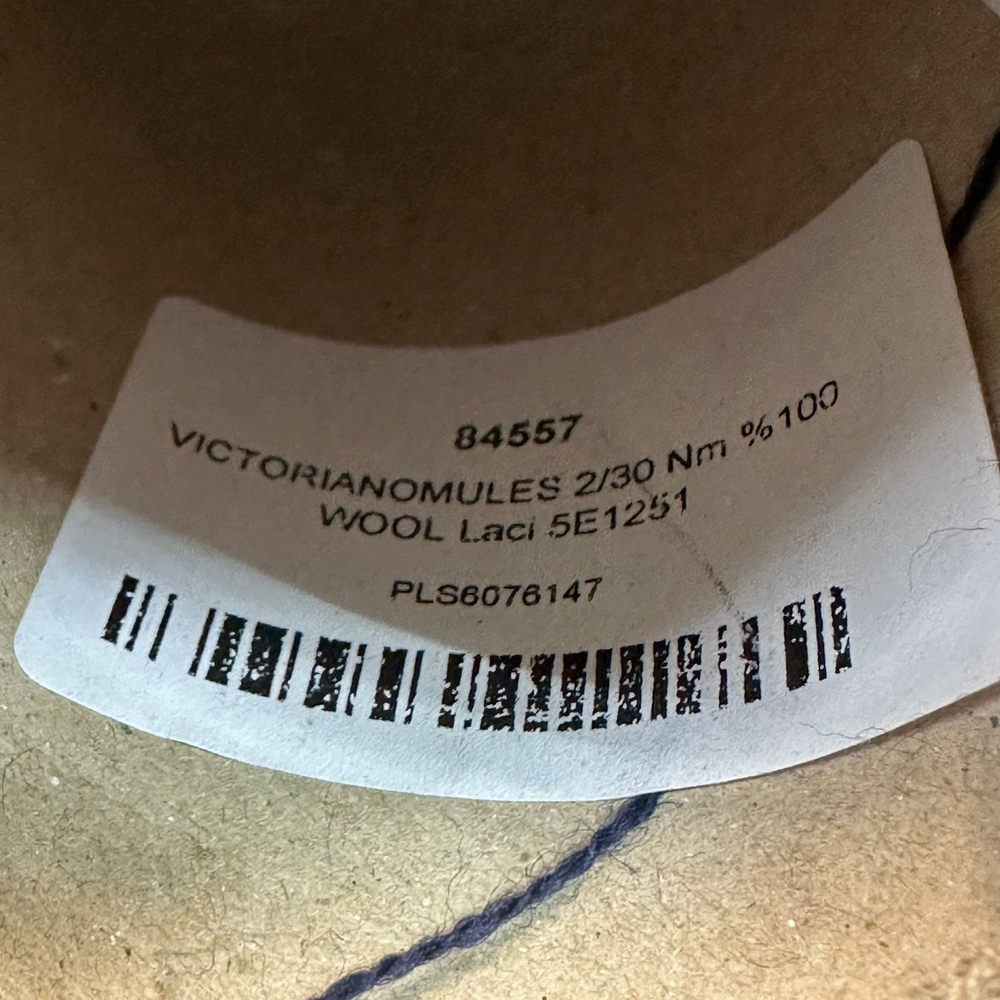 84557
VICTORIANOMULES 2/30 Nm %100
WOOL Laci 5E1251
PLS6076147